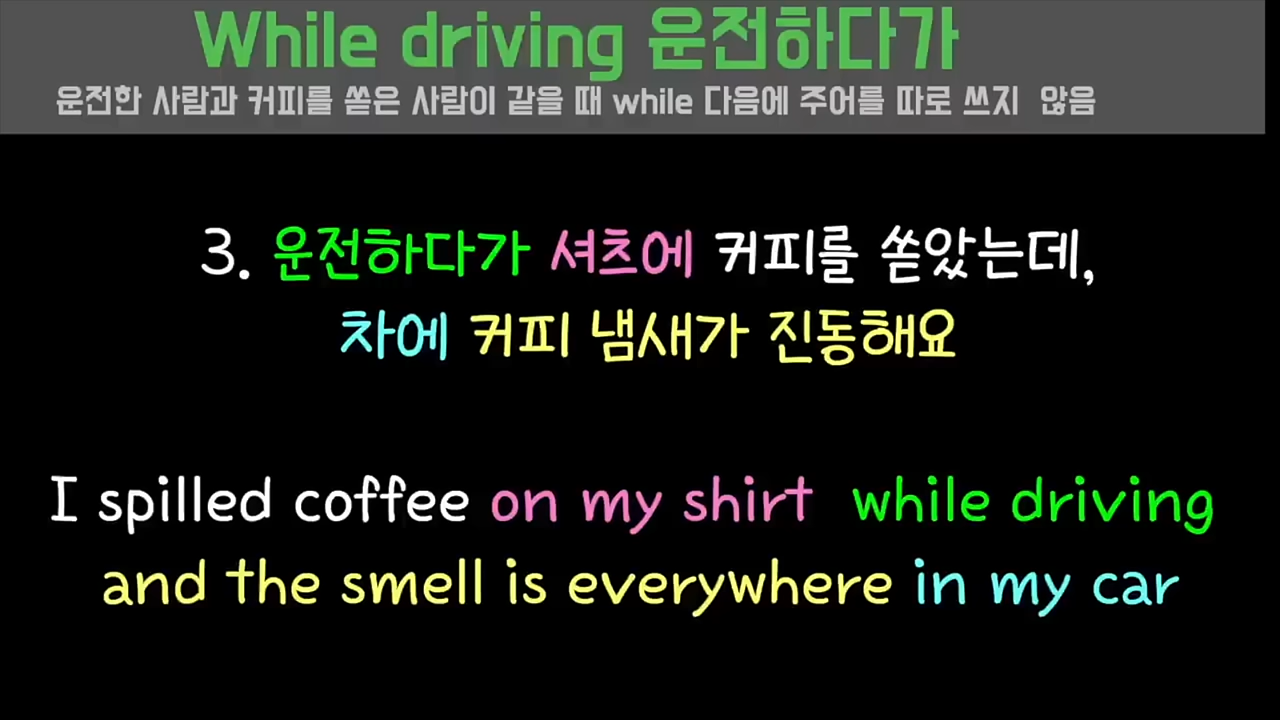 While driving 운전하다가
운전한 사람과 커피를 쏟은 사람이 같을 때 while 다음에 주어를 따로 쓰지 않음
3. 운전하다가 셔츠에 커피를 쏟았는데,
차에 커피 냄새가 진동해요
I spilled coffee on my shirt while driving
and the smell is everywhere in my car